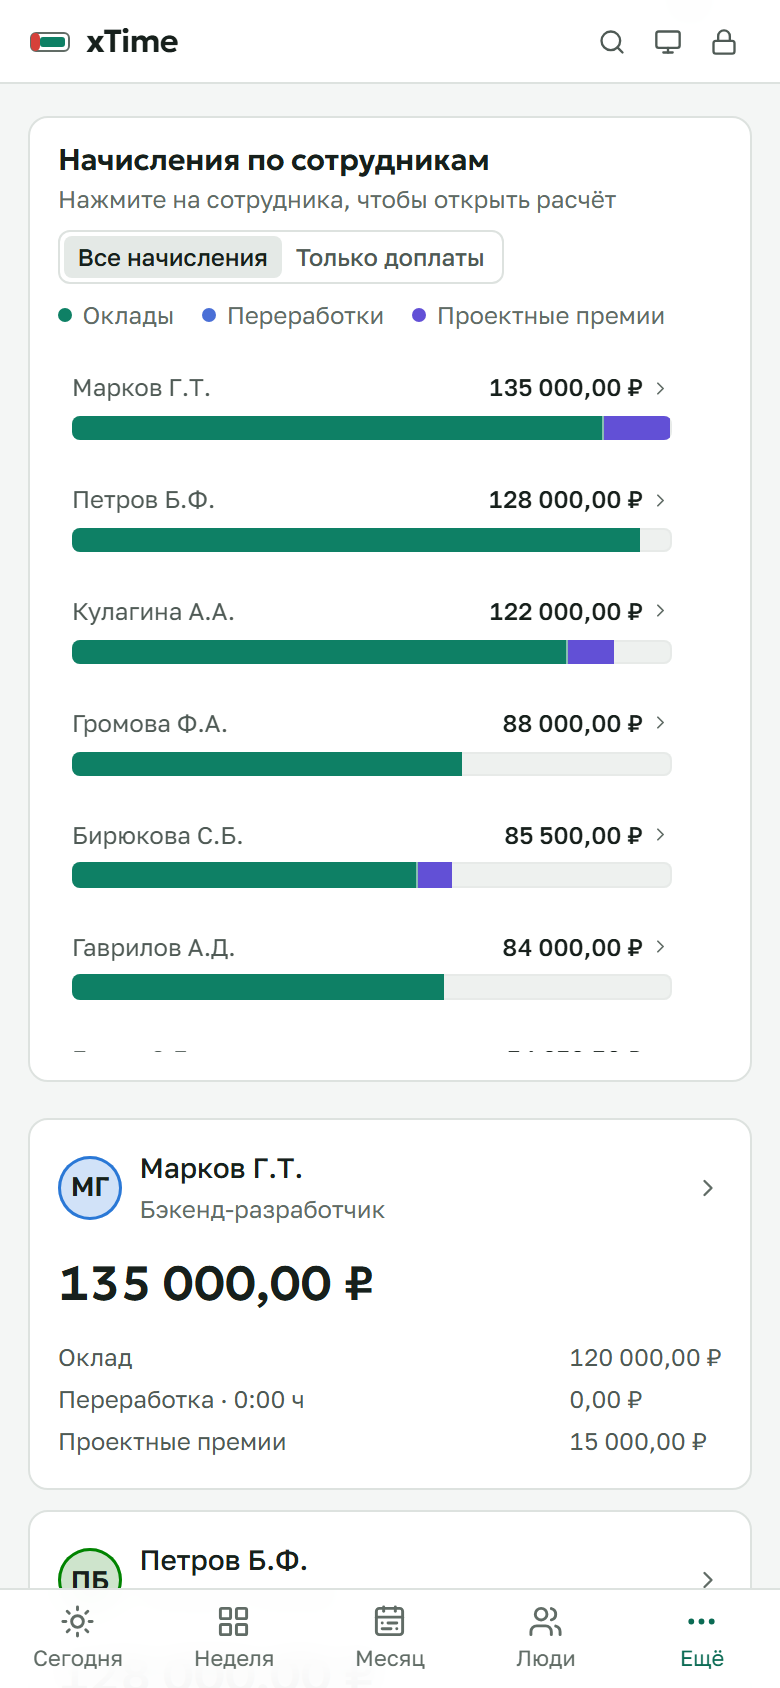 xTime
Начисления по сотрудникам
Нажмите на сотрудника, чтобы открыть расчёт
Все начисления Только доплаты
Оклады Переработки Проектные премии
Марков Г.Т. 135 000,00 ₽
Петров Б.Ф. 128 000,00 ₽
Кулагина А.А. 122 000,00 ₽
Громова Ф.А. 88 000,00 ₽
Бирюкова С.Б. 85 500,00 ₽
Гаврилов А.Д. 84 000,00 ₽
МГ Марков Г.Т.
Бэкенд-разработчик
135 000,00 ₽
Оклад 120 000,00 ₽
Переработка · 0:00 ч 0,00 ₽
Проектные премии 15 000,00 ₽
ПБ Петров Б.Ф.
Сегодня Неделя Месяц Люди Ещё